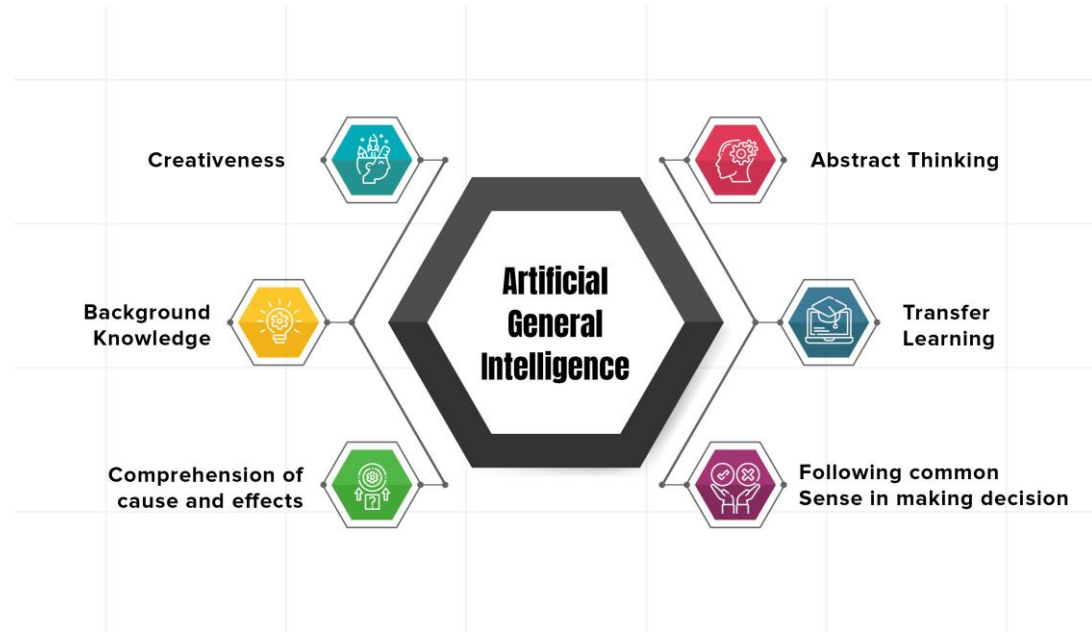 Creativeness
Abstract Thinking
Artificial
General
Intelligence
Background
Knowledge
Transfer
Learning
Comprehension of
cause and effects
Following common
Sense in making decision
?